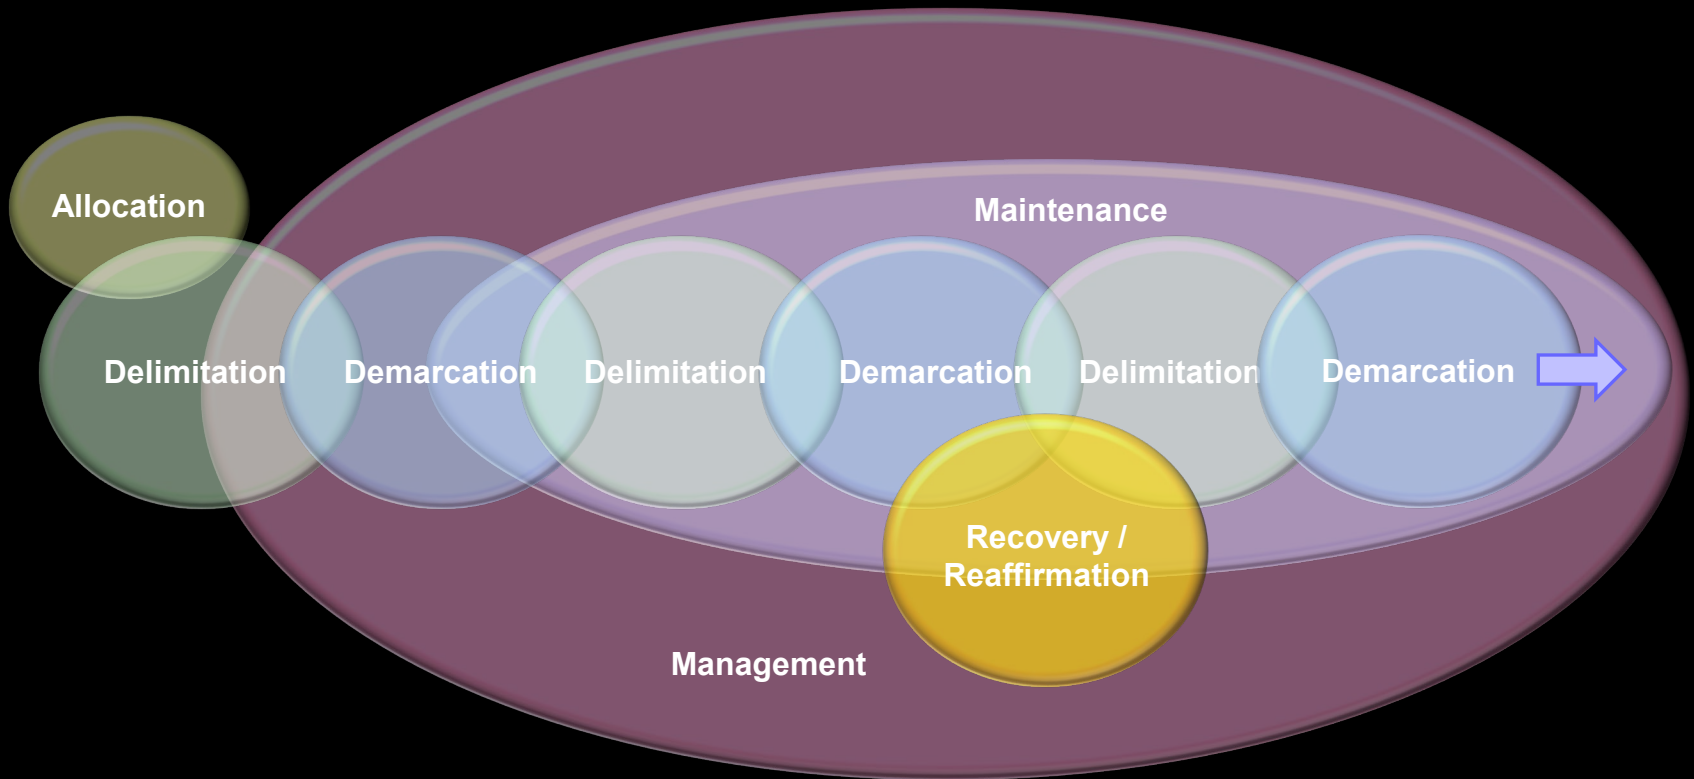 Allocation
Maintenance
Delimitation
Demarcation
Delimitation
Demarcation
Delimitation
Demarcation
Recovery /
Reaffirmation
Management